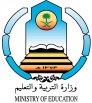 وزارة التربية والتعليم
MINISTRY OF EDUCATION